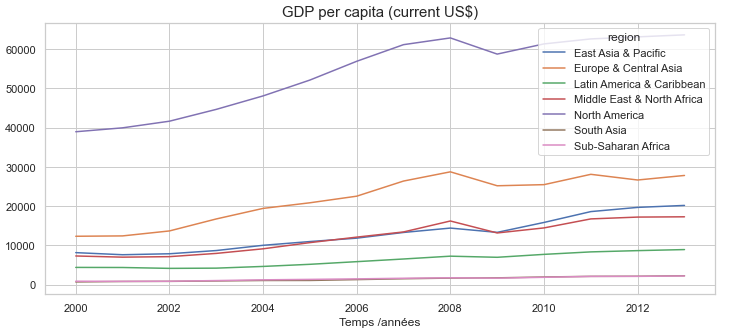 GDP per capita (current US$)
region
East Asia & Pacific
Europe & Central Asia
Latin America & Caribbean
Middle East & North Africa
North America
South Asia
Sub-Saharan Africa
60000
50000
40000
30000
20000
10000
0
2000 2002 2004 2006 2008 2010 2012
Temps /années